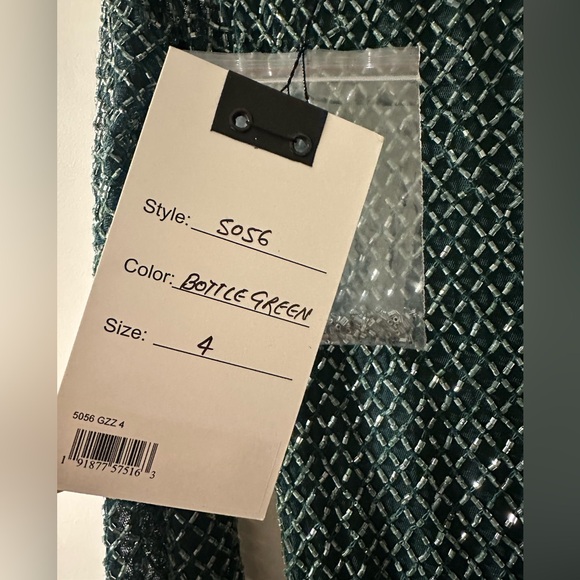 Style: 5056
Color: BOTTLE GREEN
Size: 4
5056 GZZ 4
1 91877 57516 3